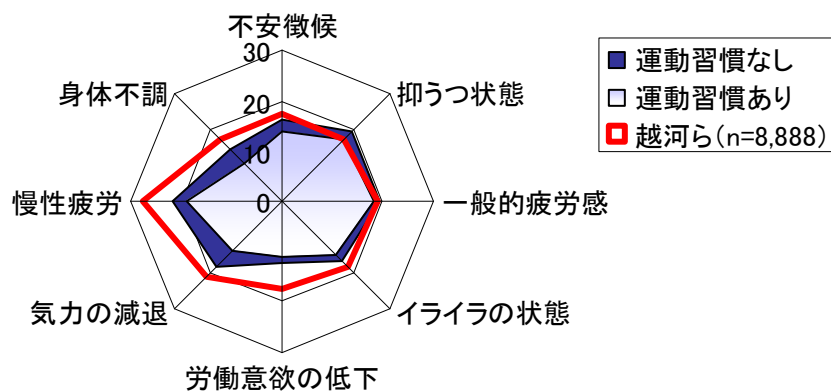 不安徴候
30
20
10
0
抑うつ状態
一般的疲労感
イライラの状態
労働意欲の低下
気力の減退
慢性疲労
身体不調
運動習慣なし
運動習慣あり
越河ら(n=8,888)